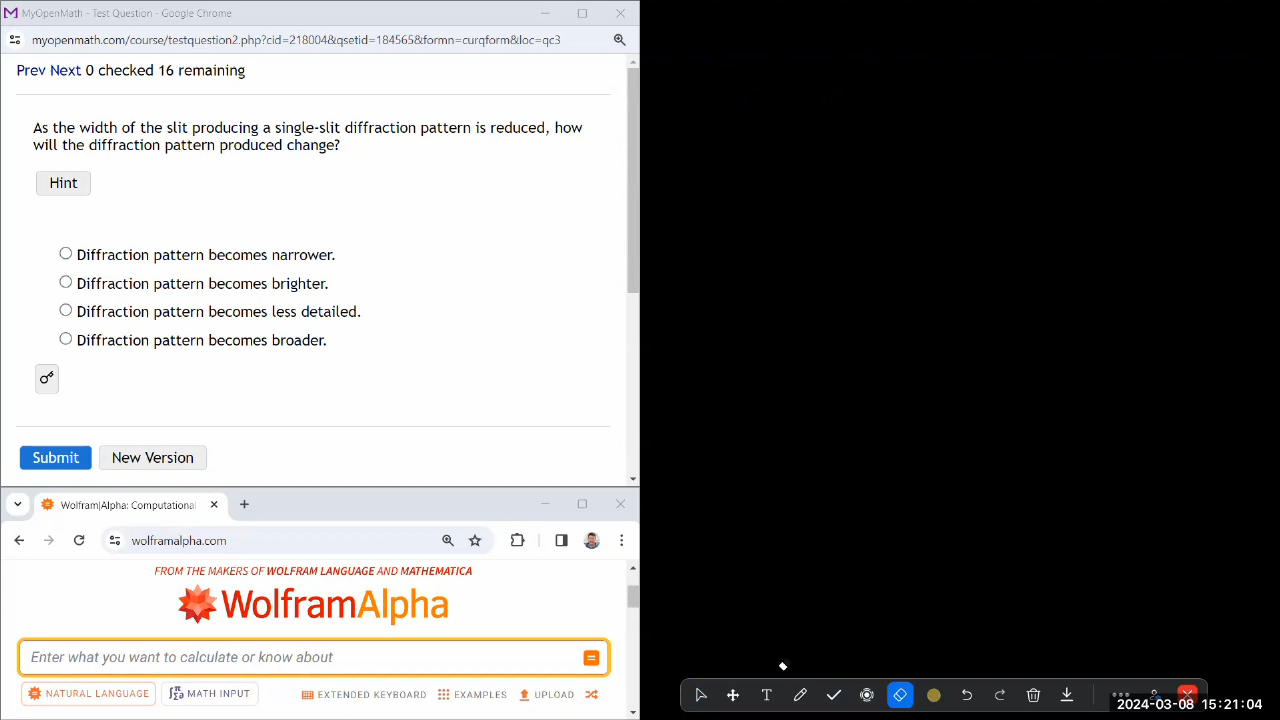 MyOpenMath - Test Question - Google Chrome
myopenmath.com/course/testquestion2.php?cid=218004&qsetid=184565&formn=curqform&loc=qc3
Prev Next 0 checked 16 remaining
As the width of the slit producing a single-slit diffraction pattern is reduced, how
will the diffraction pattern produced change?
Hint
Diffraction pattern becomes narrower.
Diffraction pattern becomes brighter.
Diffraction pattern becomes less detailed.
Diffraction pattern becomes broader.
Submit New Version
Wolfram|Alpha: Computational
wolframalpha.com
FROM THE MAKERS OF WOLFRAM LANGUAGE AND MATHEMATICA
WolframAlpha
Enter what you want to calculate or know about
NATURAL LANGUAGE MATH INPUT EXTENDED KEYBOARD EXAMPLES UPLOAD
2024-03-08 15:21:04